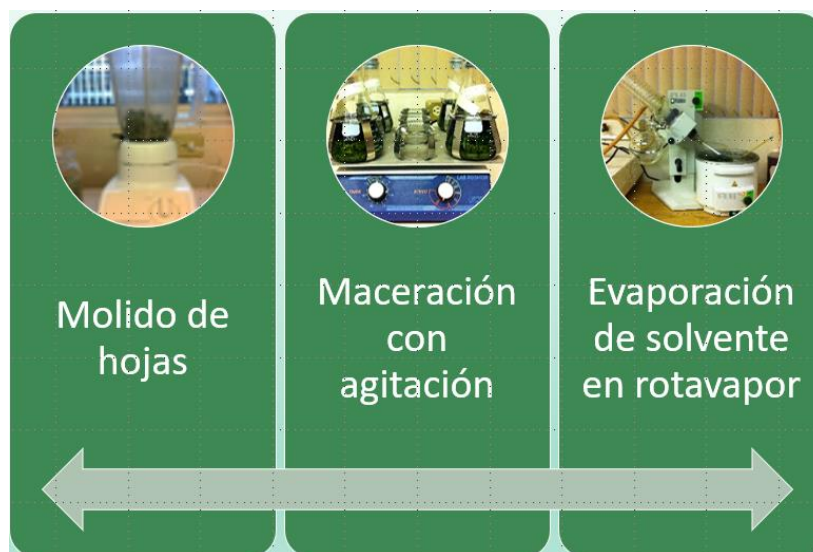 Molido de
hojas
Maceración
con
agitación
Evaporación
de solvente
en rotavapor